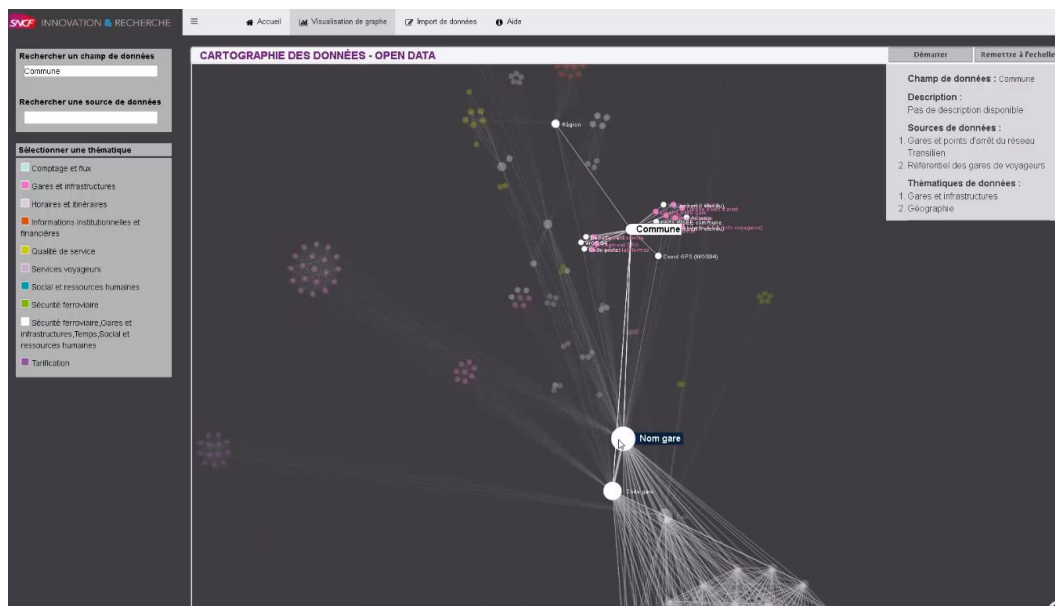 SNCF INNOVATION & RECHERCHE
Accueil
Visualisation de graphe
Import de données
Aide
Rechercher un champ de données
Commune
Rechercher une source de données
Sélectionner une thématique
Comptage et flux
Gares et infrastructures
Horaires et itinéraires
Informations institutionnelles et
financières
Qualité de service
Services voyageurs
Social et ressources humaines
Sécurité ferroviaire
Sécurité ferroviaire,Gares et
infrastructures,Temps,Social et
ressources humaines
Tarification
CARTOGRAPHIE DES DONNÉES - OPEN DATA
Démarrer
Remettre à l'echelle
Champ de données : Commune
Description :
Pas de description disponible
Sources de données :
1. Gares et points d'arrêt du réseau
Transilien
2. Référentiel des gares de voyageurs
Thématiques de données :
1. Gares et infrastructures
2. Géographie
Région
Commune
Coord GPS (WGS84)
Nom gare